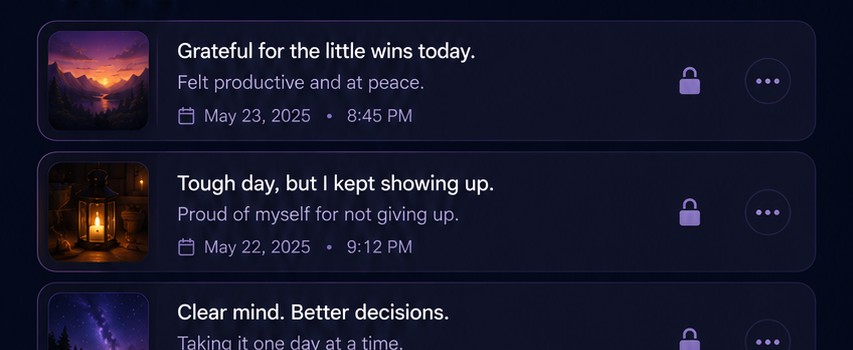 Grateful for the little wins today.
Felt productive and at peace.
May 23, 2025 • 8:45 PM
Tough day, but I kept showing up.
Proud of myself for not giving up.
May 22, 2025 • 9:12 PM
Clear mind. Better decisions.
Taking it one day at a time.